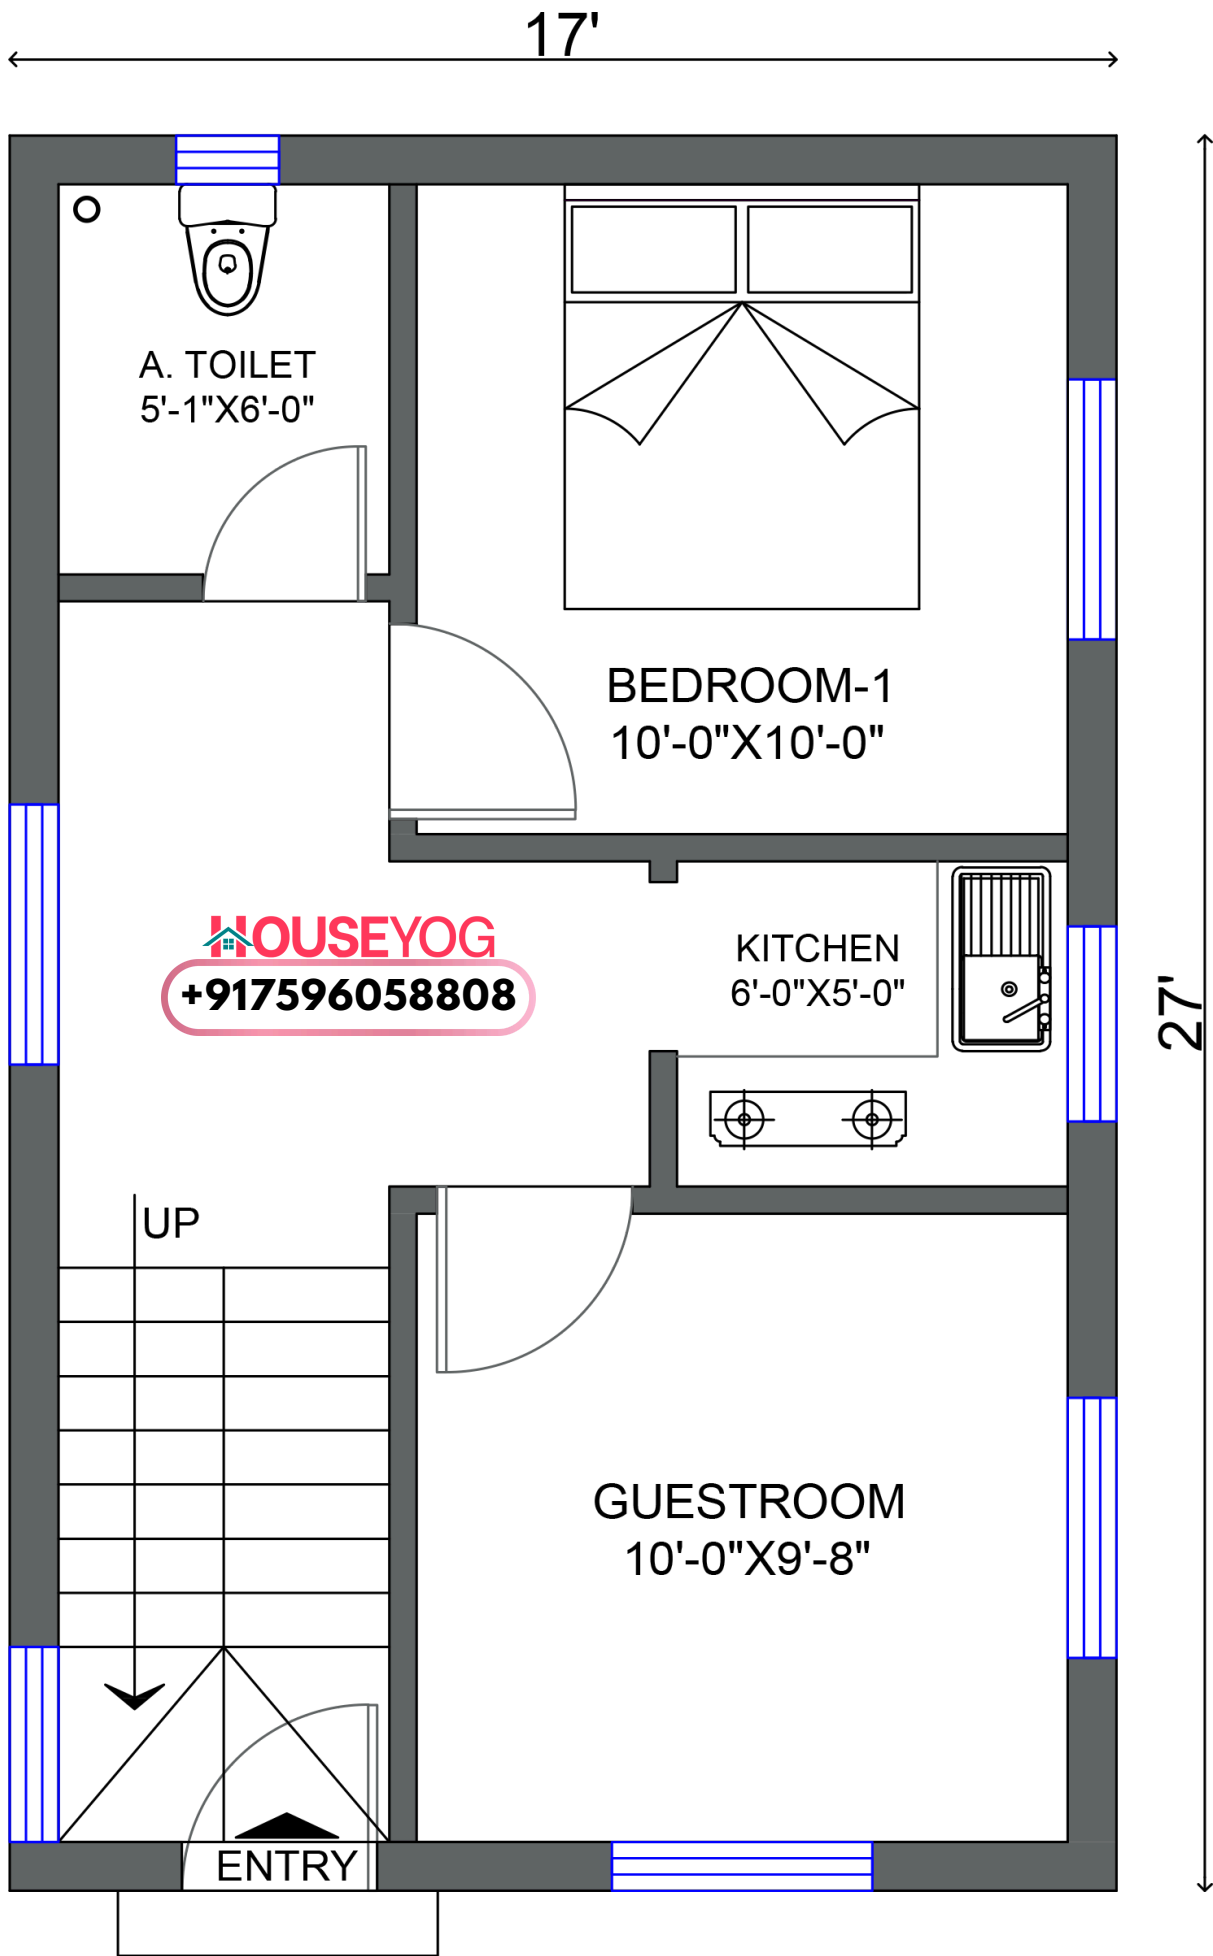 17'
A. TOILET
5'-1"X6'-0"
BEDROOM-1
10'-0"X10'-0"
HOUSEYOG
+917596058808
KITCHEN
6'-0"X5'-0"
27'
UP
GUESTROOM
10'-0"X9'-8"
ENTRY